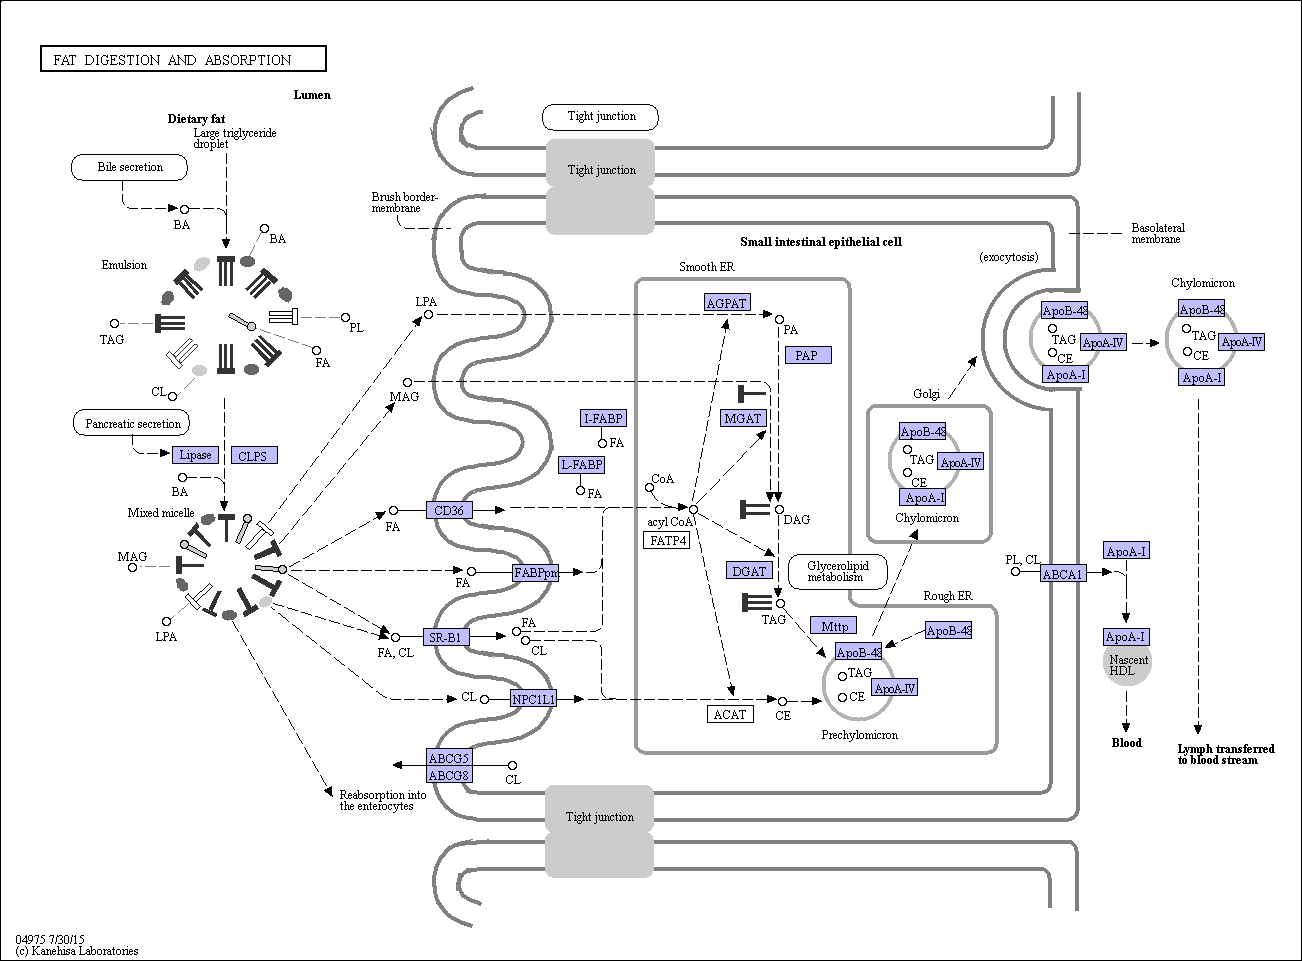 FAT DIGESTION AND ABSORPTION
Lumen
Dietary fat
Large triglyceride
droplet
Bile secretion
BA
BA
Emulsion
TAG
PL
FA
CL
Pancreatic secretion
Lipase
CLPS
BA
Mixed micelle
MAG
LPA
Tight junction
Tight junction
Brush border-
membrane
Small intestinal epithelial cell
Basolateral
membrane
(exocytosis)
Smooth ER
LPA
AGPAT
PA
PAP
MAG
MGAT
I-FABP
FA
L-FABP
FA
CoA
acyl CoA
FATP4
DAG
DGAT
Glycerolipid
metabolism
TAG
Golgi
ApoB-48
TAG
ApoA-IV
CE
ApoA-I
Chylomicron
ApoB-48
TAG
ApoA-IV
CE
ApoA-I
Chylomicron
ApoB-48
TAG
ApoA-IV
CE
ApoA-I
FA
CD36
FA
FABPpm
FA, CL
SR-B1
FA
CL
CL
NPC1L1
ACAT
CE
Rough ER
Mttp
ApoB-48
ApoB-48
TAG
ApoA-IV
CE
Prechylomicron
PL, CL
ABCA1
ApoA-I
ApoA-I
Nascent
HDL
Blood
Lymph transferred
to blood stream
ABCG5
ABCG8
CL
Reabsorption into
the enterocytes
Tight junction
04975 7/30/15
(c) Kanehisa Laboratories